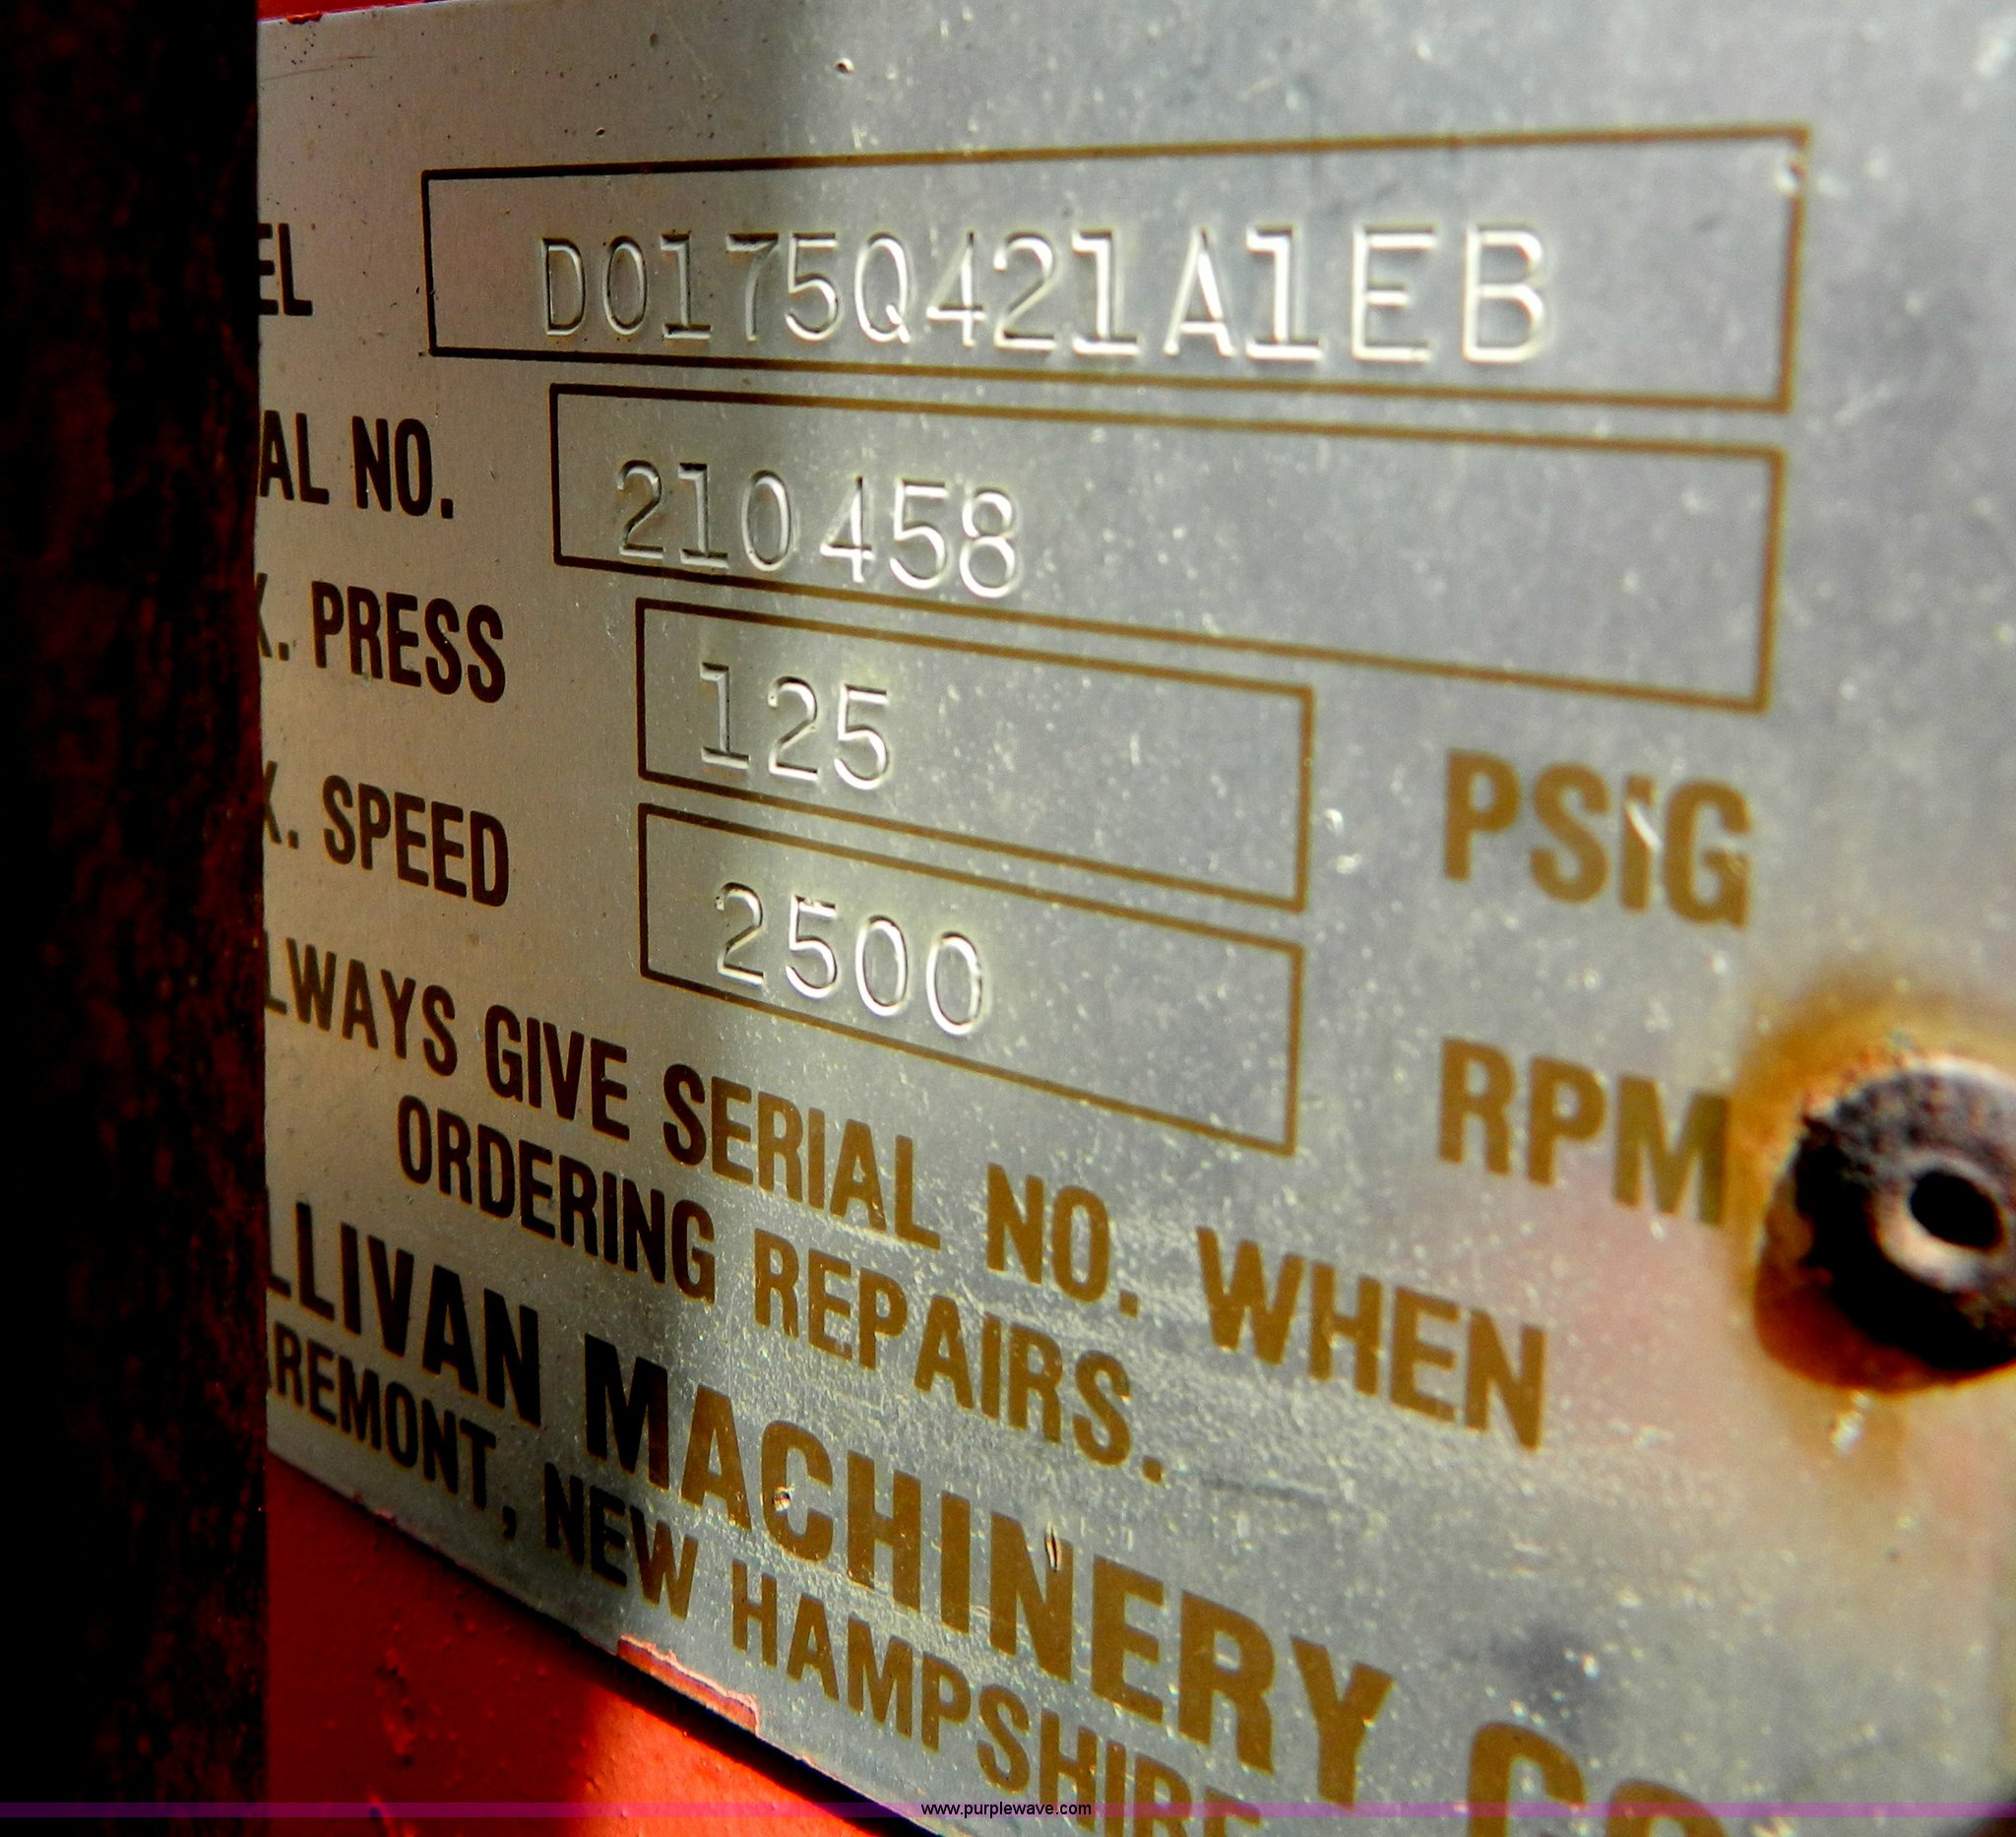 EL D0175Q421A1EB
AL NO. 210458
X. PRESS 125 PSIG
X. SPEED 2500 RPM
LWAYS GIVE SERIAL NO. WHEN
ORDERING REPAIRS.
LLIVAN MACHINERY CO
REMONT, NEW HAMPSHIRE
www.purplewave.com